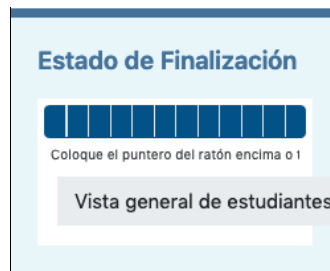 Estado de Finalización
Coloque el puntero del ratón encima o t
Vista general de estudiantes